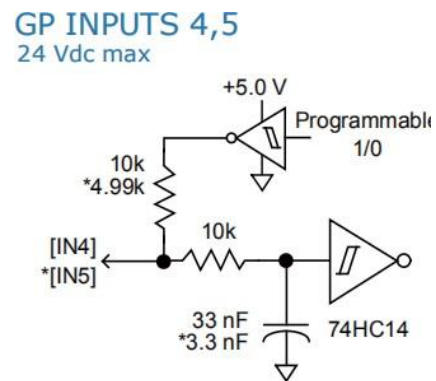 GP INPUTS 4,5
24 Vdc max
+5.0 V
Programmable
1/0
10k
*4.99k
10k
[IN4]
*[IN5]
33 nF
*3.3 nF
74HC14